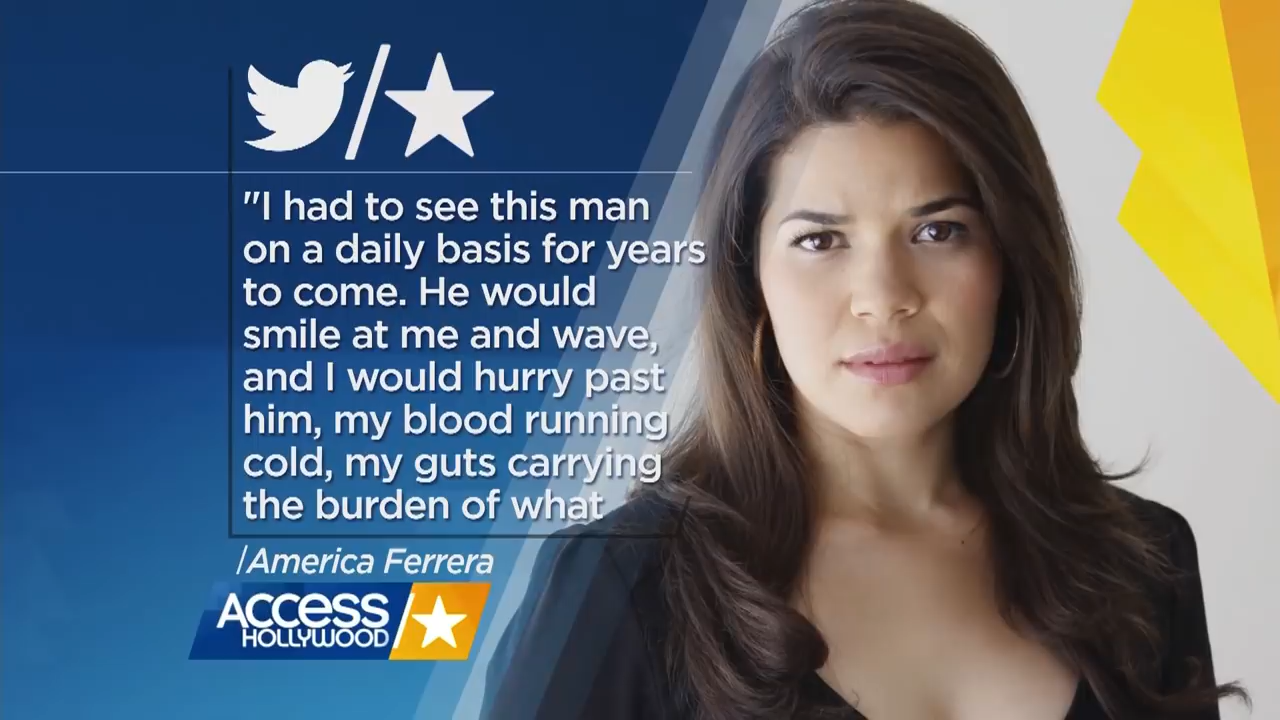 "I had to see this man
on a daily basis for years
to come. He would
smile at me and wave,
and I would hurry past
him, my blood running
cold, my guts carrying
the burden of what
/America Ferrera
ACCESS
HOLLYWOOD